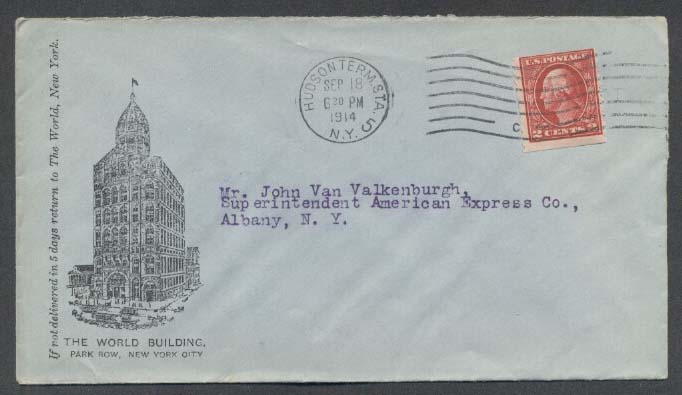 If not delivered in 5 days return to The World, New York.
HUDSON TERM. STA. 5
SEP 18
6 30 PM
1914
N.Y.
U.S. POSTAGE
2 CENTS 2
Mr. John Van Valkenburgh,
Superintendent American Express Co.,
Albany, N. Y.
THE WORLD BUILDING,
PARK ROW, NEW YORK CITY